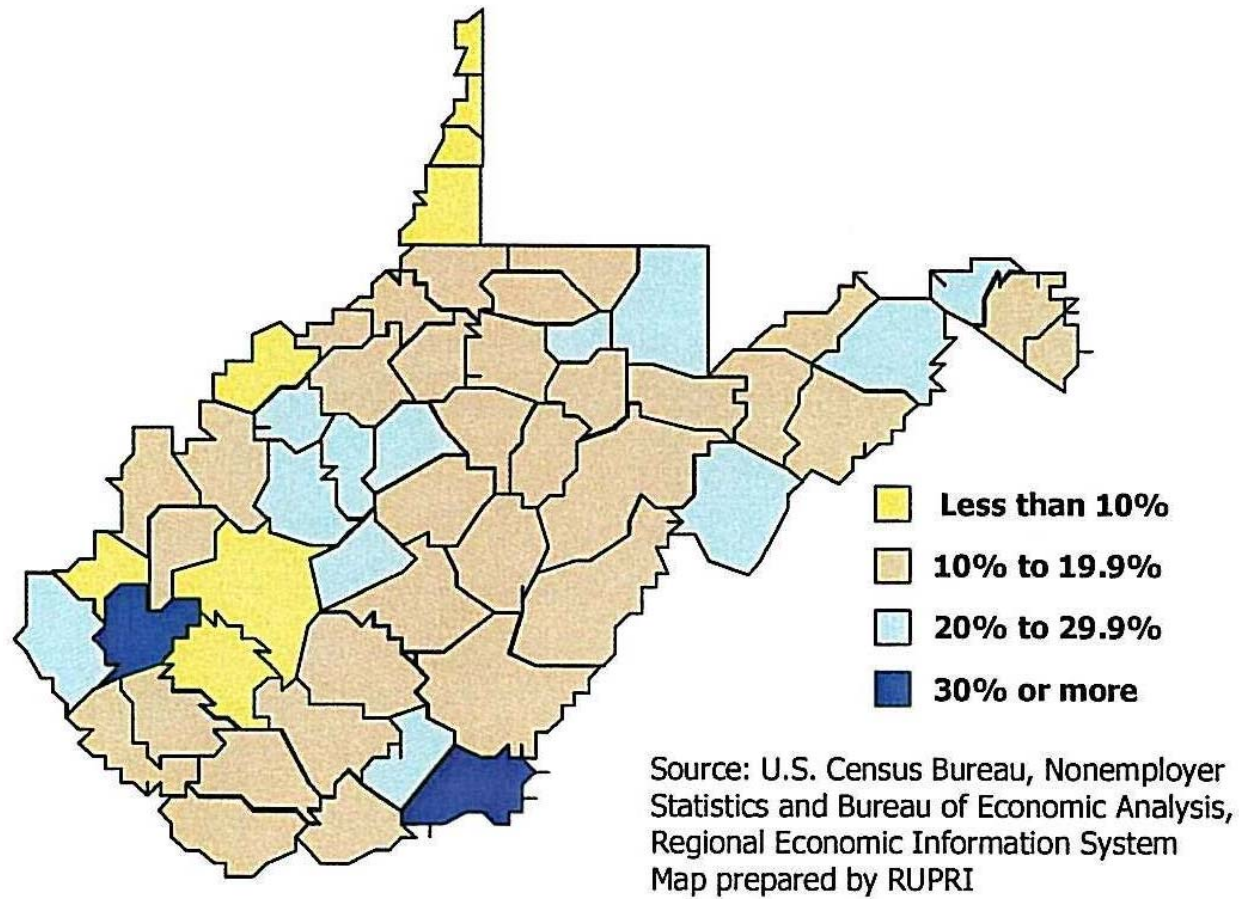 Less than 10%
10% to 19.9%
20% to 29.9%
30% or more
Source: U.S. Census Bureau, Nonemployer
Statistics and Bureau of Economic Analysis,
Regional Economic Information System
Map prepared by RUPRI